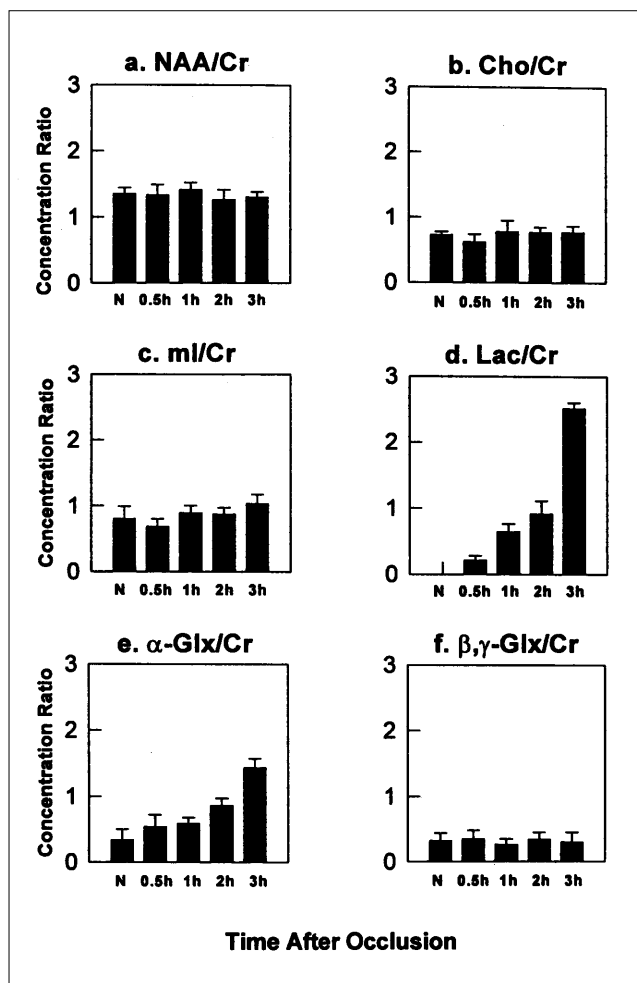 a. NAA/Cr
b. Cho/Cr
Concentration Ratio
3
2
1
0
N 0.5h 1h 2h 3h
3
2
1
0
N 0.5h 1h 2h 3h
c. mI/Cr
d. Lac/Cr
Concentration Ratio
3
2
1
0
N 0.5h 1h 2h 3h
3
2
1
0
N 0.5h 1h 2h 3h
e. α-Glx/Cr
f. β,γ-Glx/Cr
Concentration Ratio
3
2
1
0
N 0.5h 1h 2h 3h
3
2
1
0
N 0.5h 1h 2h 3h
Time After Occlusion